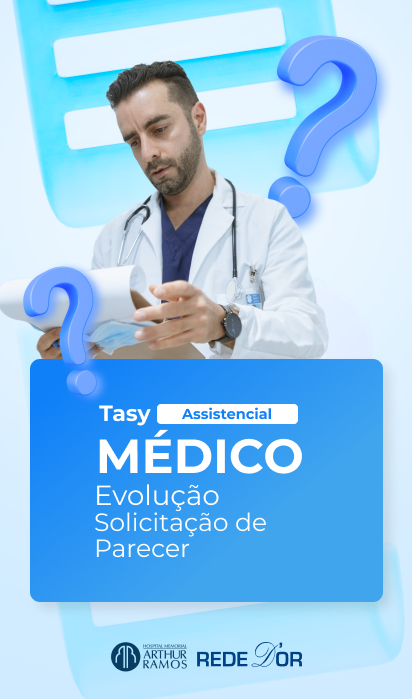 ?
?
Tasy Assistencial
MÉDICO
Evolução
Solicitação de
Parecer
HOSPITAL MEMORIAL
ARTHUR
RAMOS
REDE D'OR